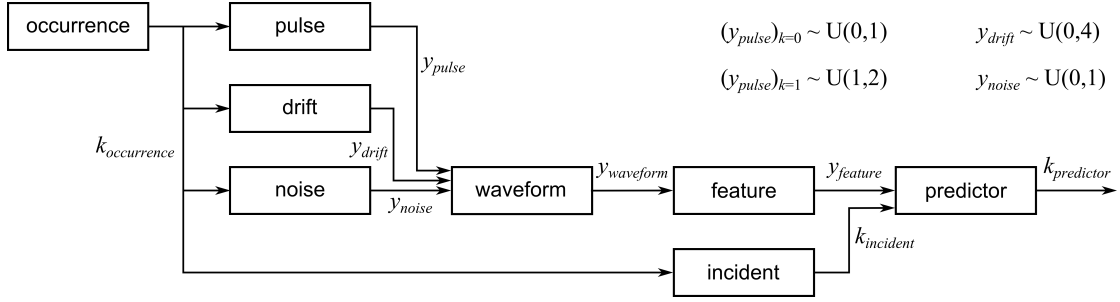 occurrence
pulse
(y_pulse)_k=0 ~ U(0,1)
y_drift ~ U(0,4)
y_pulse
(y_pulse)_k=1 ~ U(1,2)
y_noise ~ U(0,1)
drift
k_occurrence
y_drift
noise
y_noise
waveform
y_waveform
feature
y_feature
predictor
k_predictor
k_incident
incident